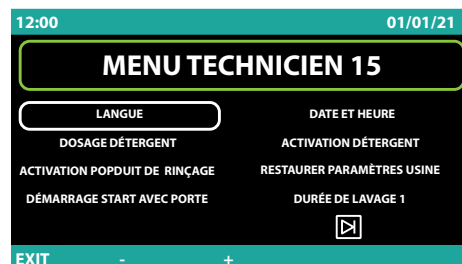 12:00 01/01/21
MENU TECHNICIEN 15
LANGUE DATE ET HEURE
DOSAGE DÉTERGENT ACTIVATION DÉTERGENT
ACTIVATION POPDUIT DE RINÇAGE RESTAURER PARAMÈTRES USINE
DÉMARRAGE START AVEC PORTE DURÉE DE LAVAGE 1
EXIT - +